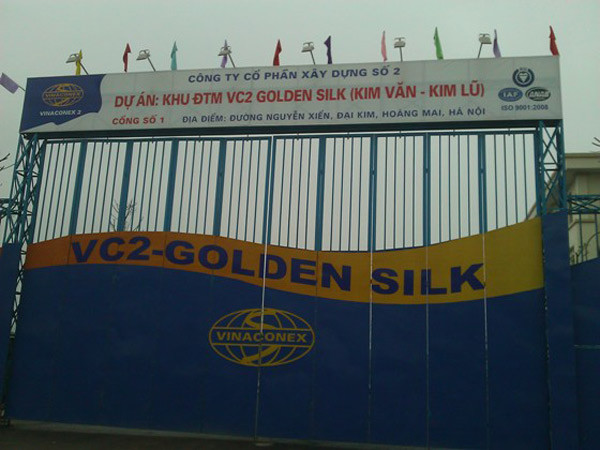 CÔNG TY CỔ PHẦN XÂY DỰNG SỐ 2
DỰ ÁN: KHU ĐTM VC2 GOLDEN SILK (KIM VĂN - KIM LŨ)
CỔNG SỐ 1 ĐỊA ĐIỂM: ĐƯỜNG NGUYỄN XIỂN, ĐẠI KIM, HOÀNG MAI, HÀ NỘI
VINACONEX
VINACONEX 2
IAF
ISO 9001:2008
VC2-GOLDEN SILK
VINACONEX